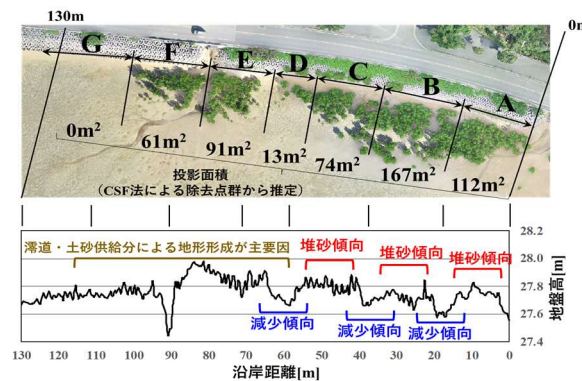 130m
0m
G F E D C B A
0m²
61m²
91m²
13m²
74m²
167m²
112m²
投影面積
(CSF法による除去点群から推定)
澪道・土砂供給分による地形形成が主要因
堆砂傾向
堆砂傾向
堆砂傾向
減少傾向
減少傾向
減少傾向
28.2
28.0
27.8
27.6
27.4
地盤高[m]
130 120 110 100 90 80 70 60 50 40 30 20 10 0
沿岸距離[m]